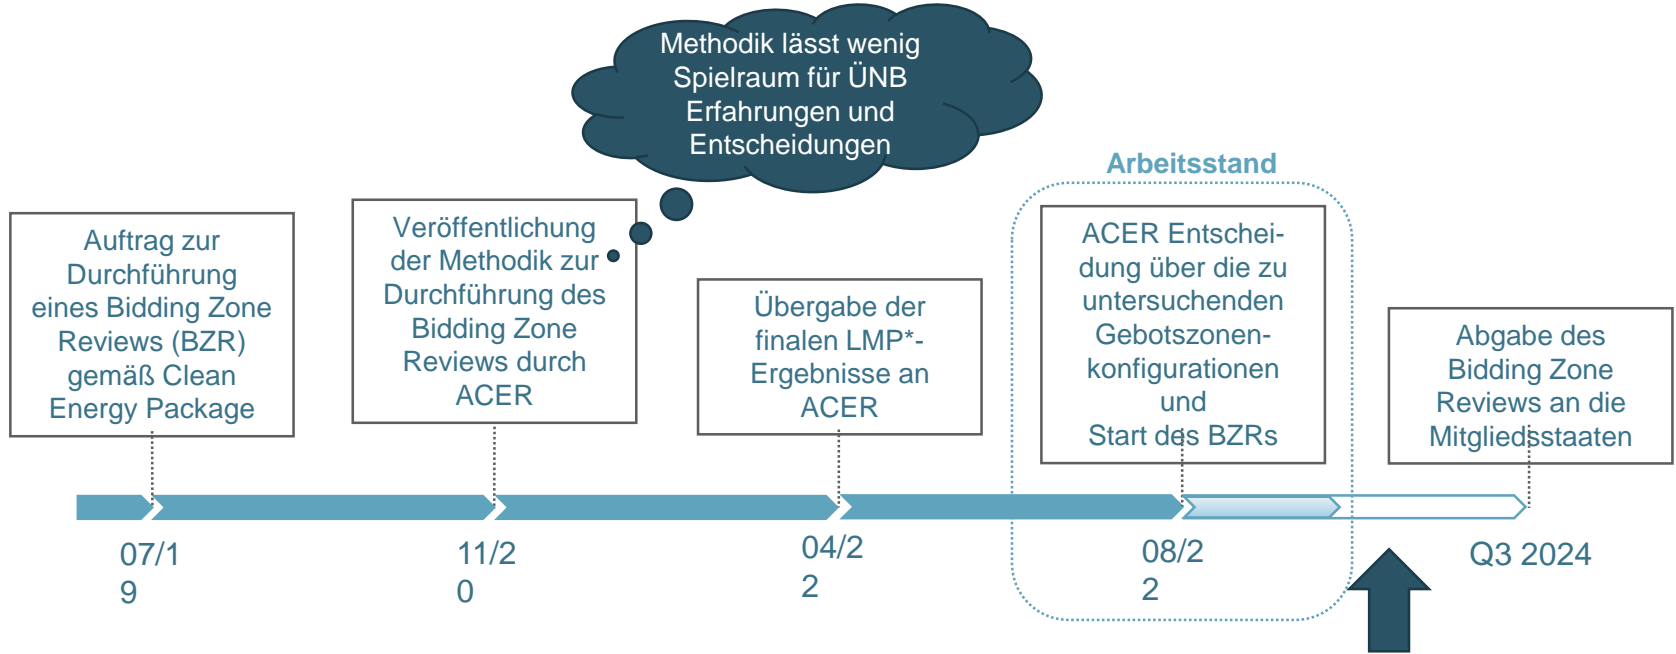 Methodik lässt wenig
Spielraum für ÜNB
Erfahrungen und
Entscheidungen
Arbeitsstand
Auftrag zur
Durchführung
eines Bidding Zone
Reviews (BZR)
gemäß Clean
Energy Package
Veröffentlichung
der Methodik zur
Durchführung des
Bidding Zone
Reviews durch
ACER
Übergabe der
finalen LMP*-
Ergebnisse an
ACER
ACER Entschei-
dung über die zu
untersuchenden
Gebotszonen-
konfigurationen
und
Start des BZRs
Abgabe des
Bidding Zone
Reviews an die
Mitgliedsstaaten
07/1
9
11/2
0
04/2
2
08/2
2
Q3 2024